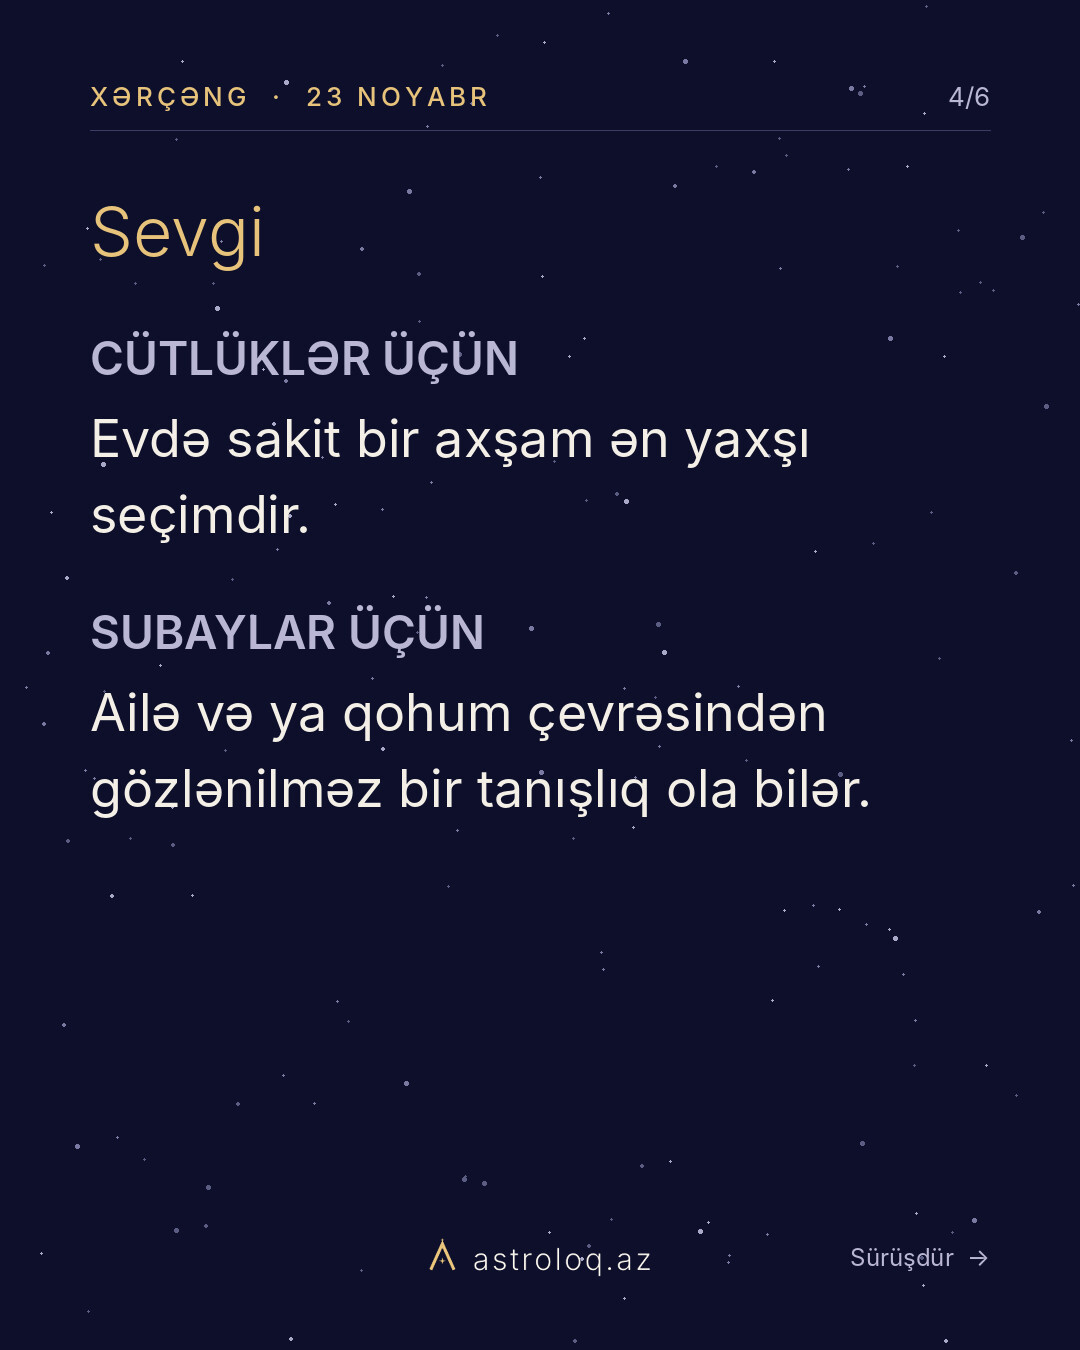 XƏRÇƏNG · 23 NOYABR 4/6
Sevgi
CÜTLÜKLƏR ÜÇÜN
Evdə sakit bir axşam ən yaxşı
seçimdir.
SUBAYLAR ÜÇÜN
Ailə və ya qohum çevrəsindən
gözlənilməz bir tanışlıq ola bilər.
astroloq.az Sürüşdür →